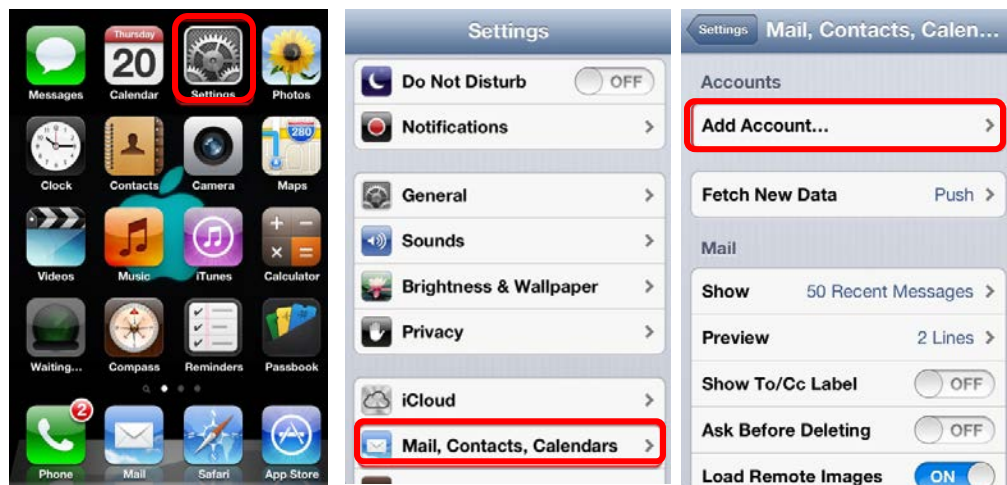 Thursday
20
280
Messages Calendar Settings Photos
Clock Contacts Camera Maps
Videos Music iTunes Calculator
Waiting... Compass Reminders Passbook
2
Phone Mail Safari App Store
Settings
Do Not Disturb OFF
Notifications
General
Sounds
Brightness & Wallpaper
Privacy
iCloud
Mail, Contacts, Calendars
Settings Mail, Contacts, Calen...
Accounts
Add Account...
Fetch New Data Push
Mail
Show 50 Recent Messages
Preview 2 Lines
Show To/Cc Label OFF
Ask Before Deleting OFF
Load Remote Images ON